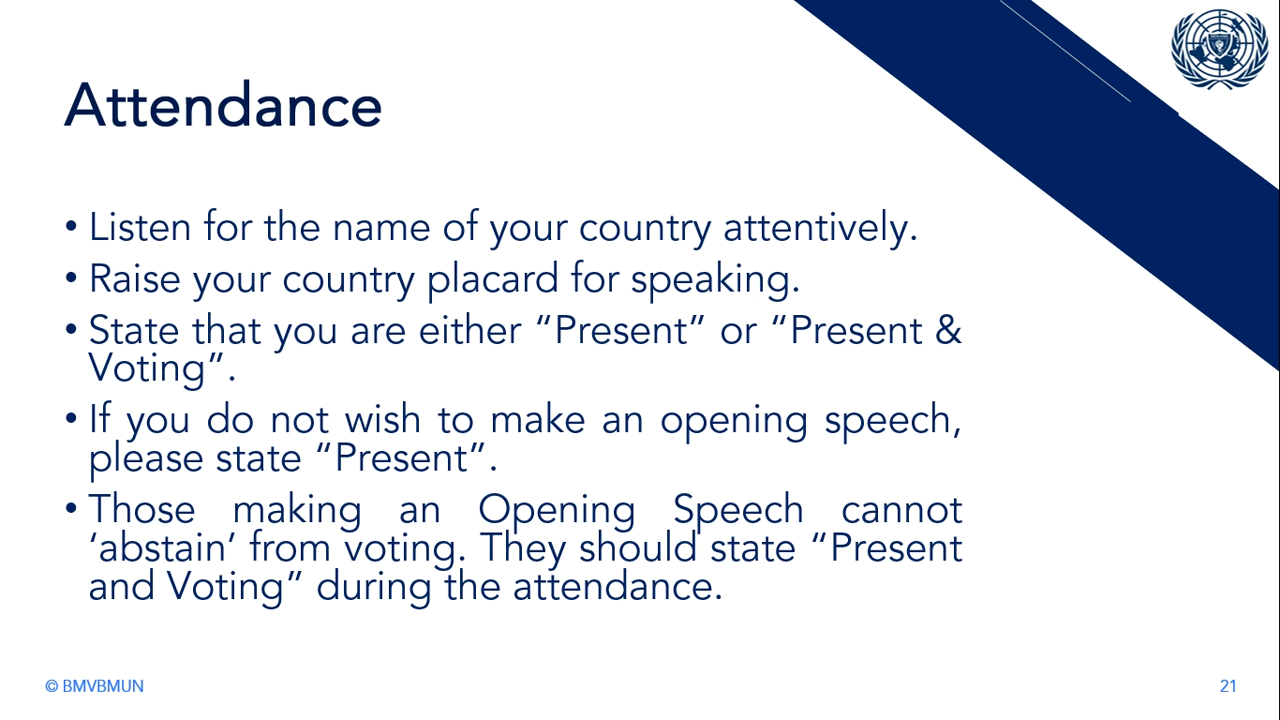 Attendance
• Listen for the name of your country attentively.
• Raise your country placard for speaking.
• State that you are either “Present” or “Present &
Voting”.
• If you do not wish to make an opening speech,
please state “Present”.
• Those making an Opening Speech cannot
‘abstain’ from voting. They should state “Present
and Voting” during the attendance.
© BMVBMUN
21